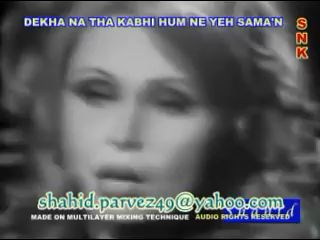 DEKHA NA THA KABHI HUM NE YEH SAMA'N
S
N
K
shahid.parvez49@yahoo.com
MADE ON MULTILAYER MIXING TECHNIQUE AUDIO RIGHTS RESERVED